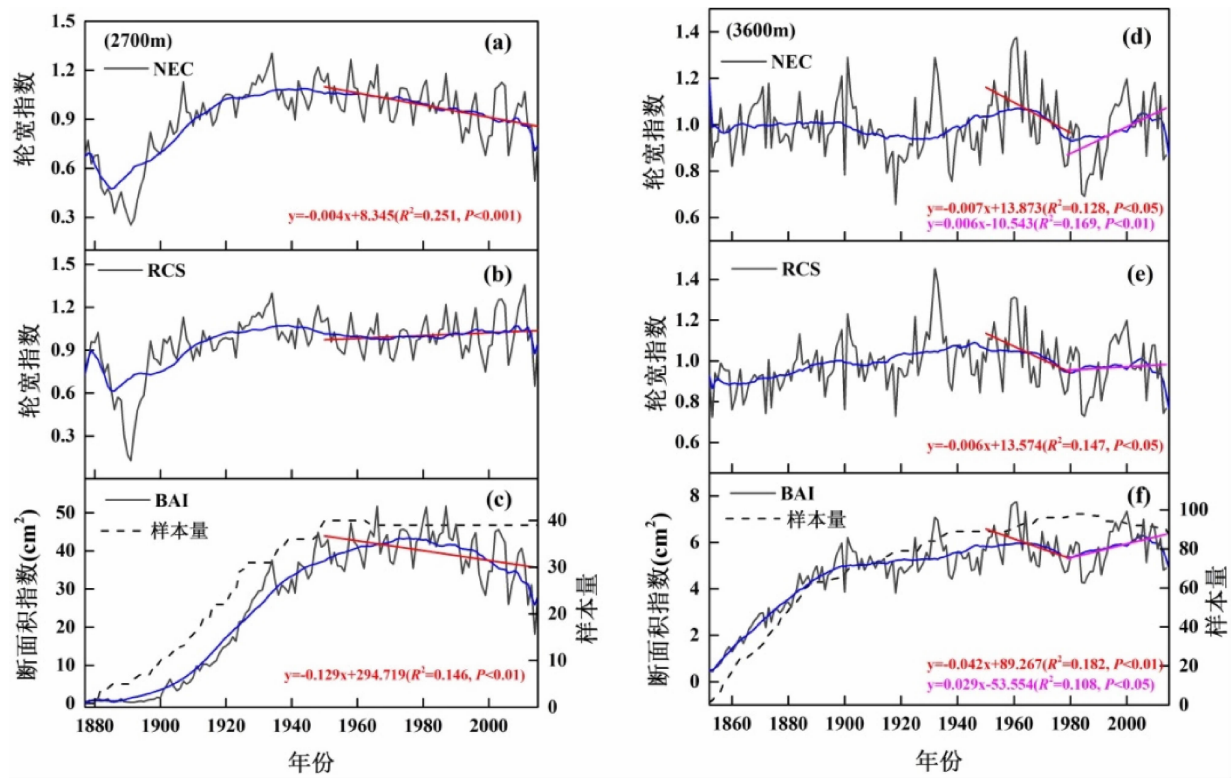 (2700m)
(a)
NEC
轮宽指数
1.5
1.2
0.9
0.6
0.3
y=-0.004x+8.345(R²=0.251, P<0.001)
(b)
RCS
轮宽指数
1.5
1.2
0.9
0.6
0.3
(c)
BAI
样本量
断面积指数(cm²)
50
40
30
20
10
0
40
30
20
10
0
样本量
y=-0.129x+294.719(R²=0.146, P<0.01)
1880 1900 1920 1940 1960 1980 2000
年份
(3600m)
(d)
NEC
轮宽指数
1.4
1.2
1.0
0.8
0.6
y=-0.007x+13.873(R²=0.128, P<0.05)
y=0.006x-10.543(R²=0.169, P<0.01)
(e)
RCS
轮宽指数
1.4
1.2
1.0
0.8
0.6
y=-0.006x+13.574(R²=0.147, P<0.05)
(f)
BAI
样本量
断面积指数(cm²)
8
6
4
2
0
100
80
60
40
20
0
样本量
y=-0.042x+89.267(R²=0.182, P<0.01)
y=0.029x-53.554(R²=0.108, P<0.05)
1860 1880 1900 1920 1940 1960 1980 2000
年份